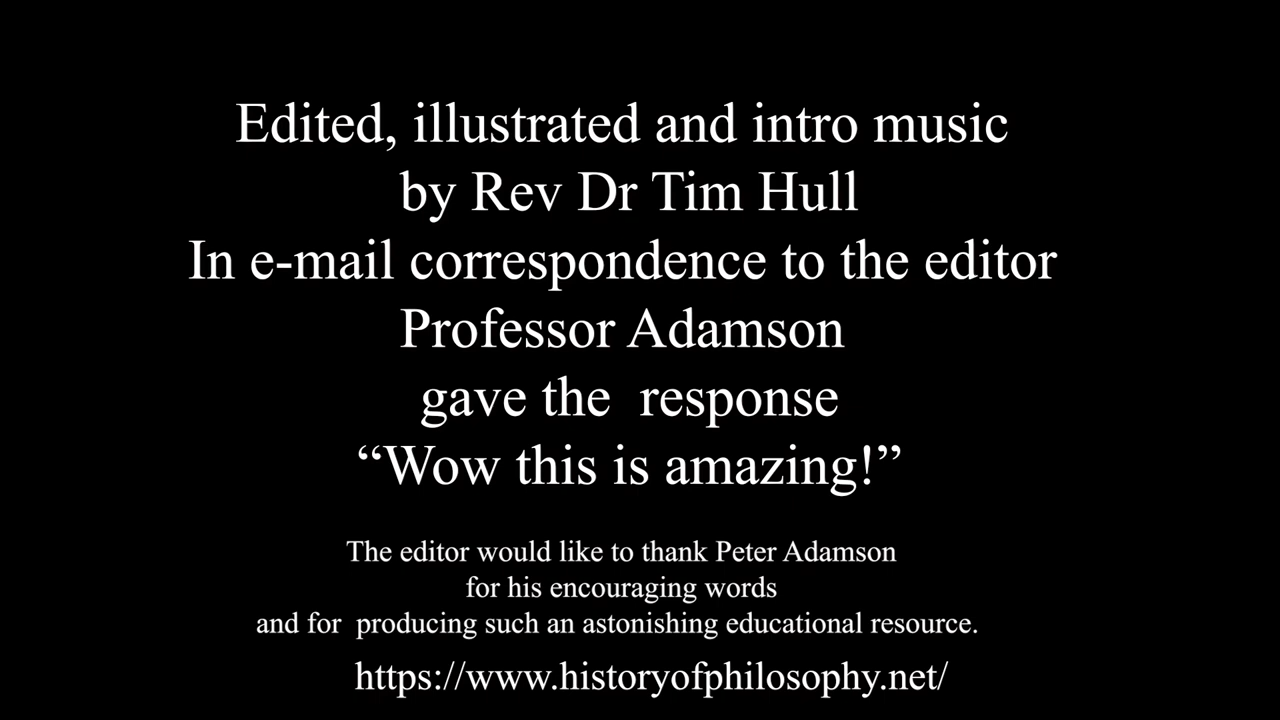 Edited, illustrated and intro music
by Rev Dr Tim Hull
In e-mail correspondence to the editor
Professor Adamson
gave the  response
“Wow this is amazing!”
The editor would like to thank Peter Adamson
for his encouraging words
and for  producing such an astonishing educational resource.
https://www.historyofphilosophy.net/